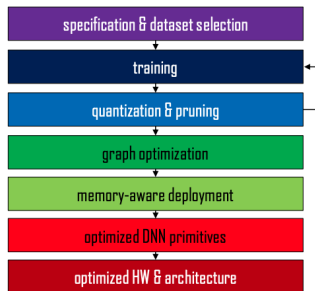 specification & dataset selection
training
quantization & pruning
graph optimization
memory-aware deployment
optimized DNN primitives
optimized HW & architecture